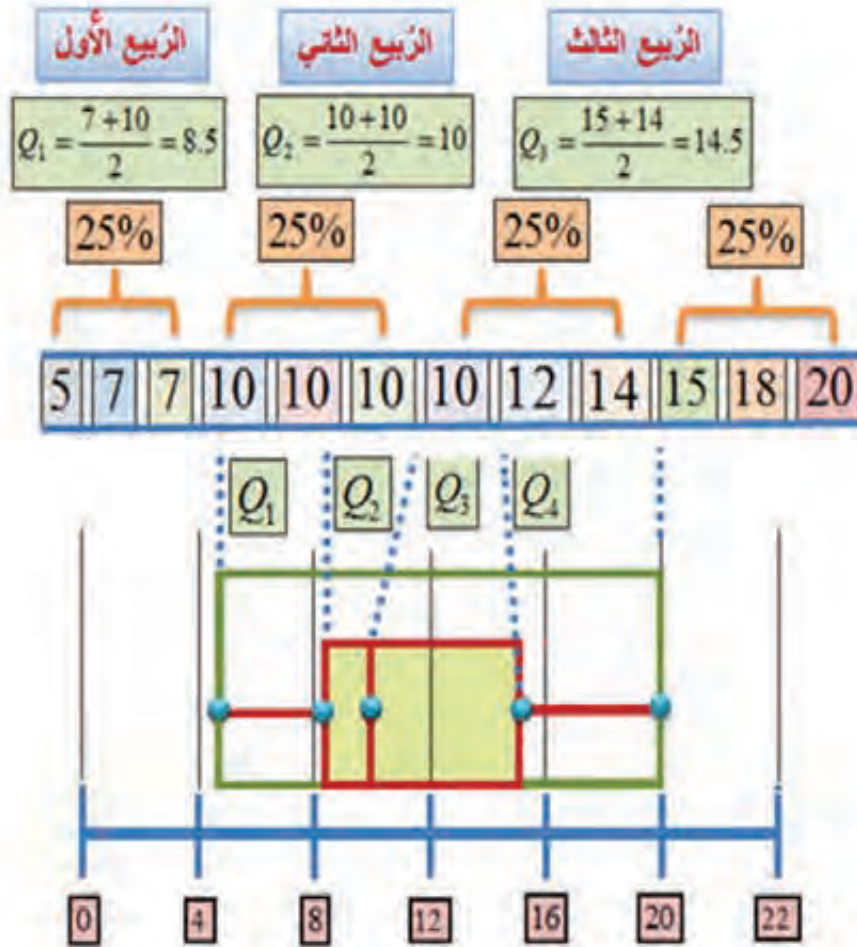 الرُبيع الأول الرُبيع الثاني الرُبيع الثالث
Q₁ = (7+10)/2 = 8.5 Q₂ = (10+10)/2 = 10 Q₃ = (15+14)/2 = 14.5
25% 25% 25% 25%
5 7 7 10 10 10 10 12 14 15 18 20
Q₁ Q₂ Q₃ Q₄
0 4 8 12 16 20 22